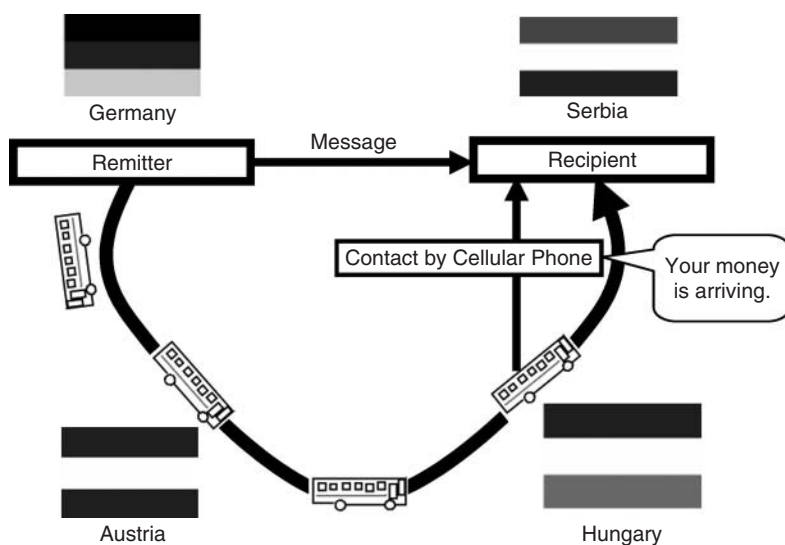 Germany
Serbia
Remitter
Message
Recipient
Contact by Cellular Phone
Your money
is arriving.
Austria
Hungary